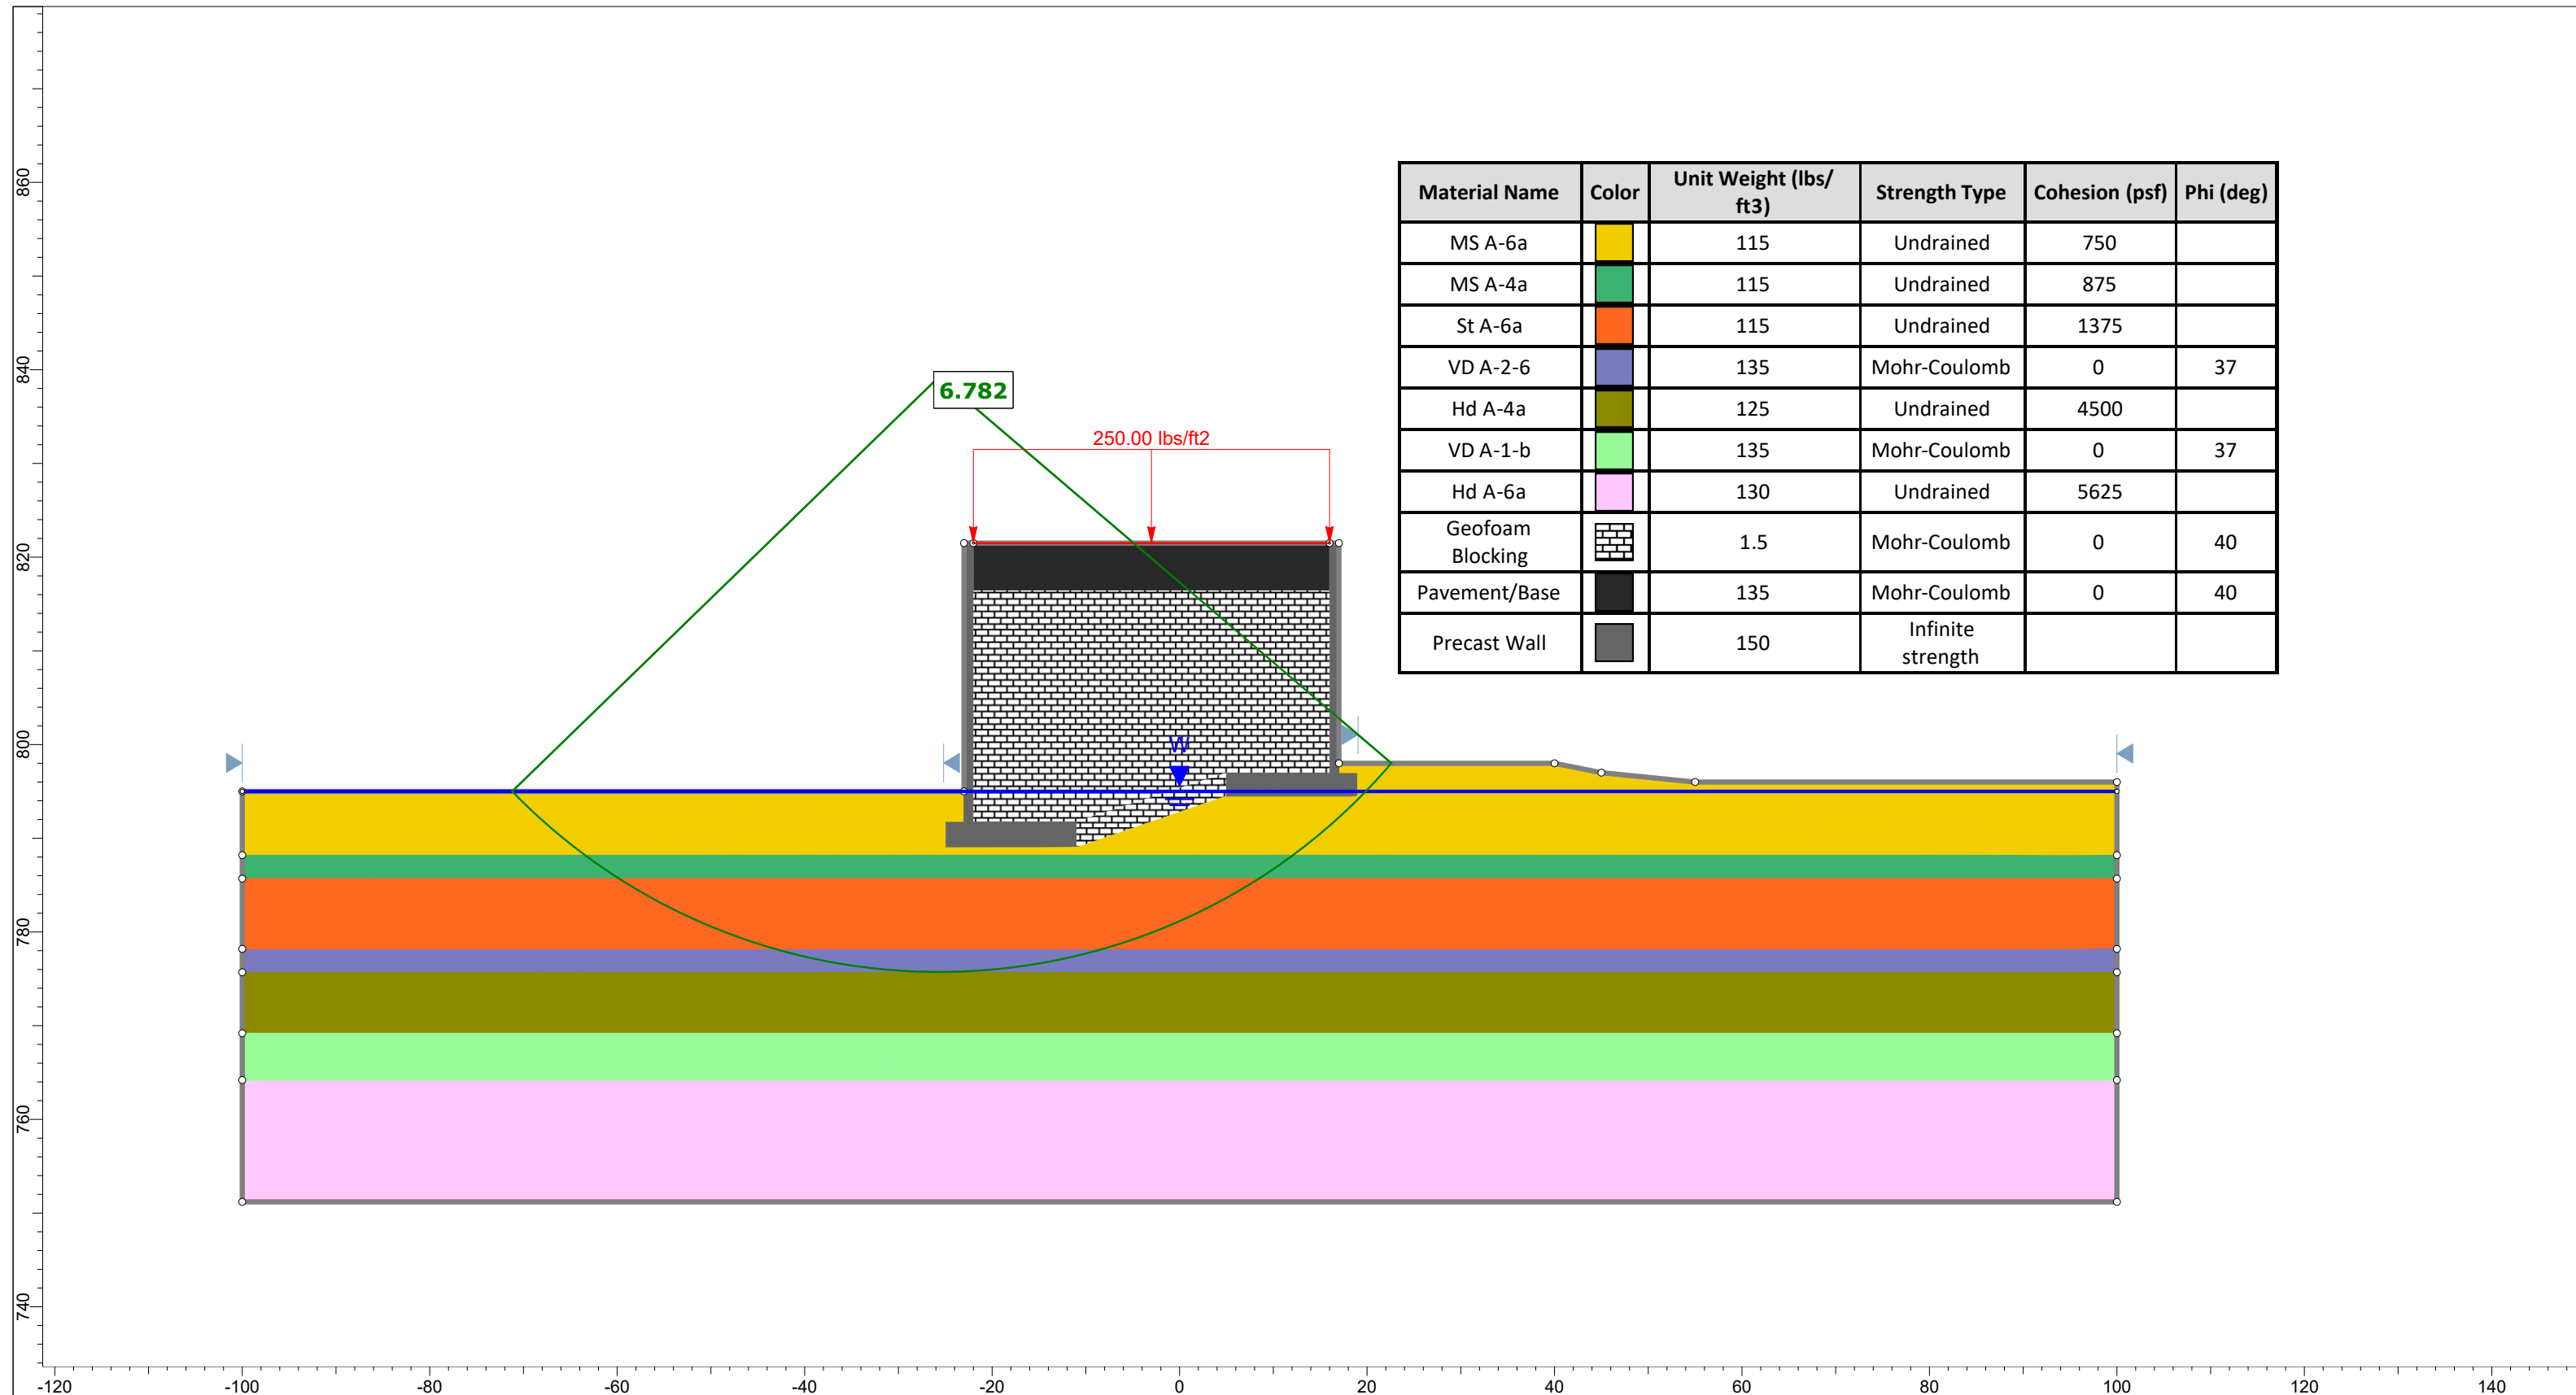 860
840
820
800
780
760
740
-120
-100
-80
-60
-40
-20
0
20
40
60
80
100
120
140
6.782
250.00 lbs/ft2
W
Material Name Color Unit Weight (lbs/
ft3) Strength Type Cohesion (psf) Phi (deg)
MS A-6a 115 Undrained 750
MS A-4a 115 Undrained 875
St A-6a 115 Undrained 1375
VD A-2-6 135 Mohr-Coulomb 0 37
Hd A-4a 125 Undrained 4500
VD A-1-b 135 Mohr-Coulomb 0 37
Hd A-6a 130 Undrained 5625
Geofoam
Blocking 1.5 Mohr-Coulomb 0 40
Pavement/Base 135 Mohr-Coulomb 0 40
Precast Wall 150 Infinite
strength